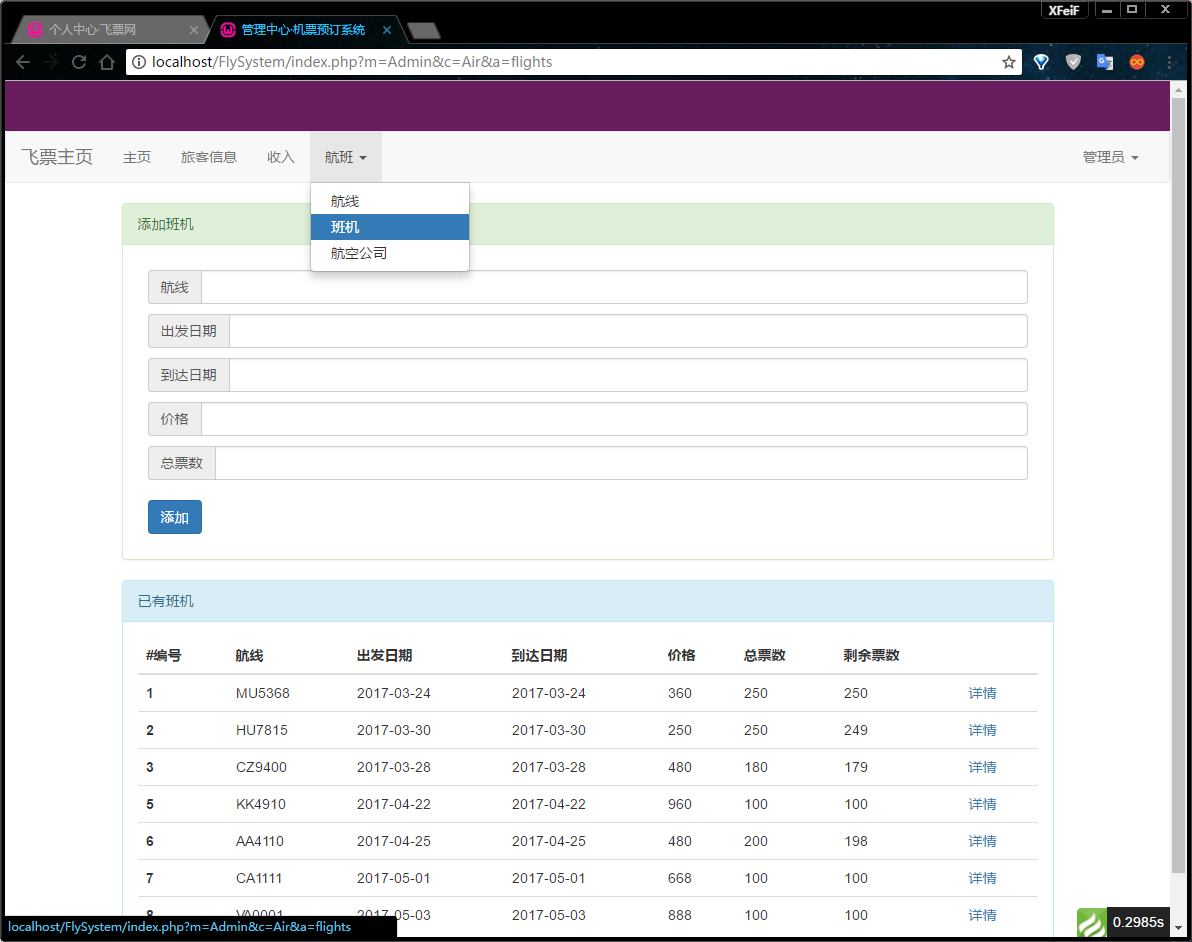 XFeiF
个人中心·飞票网
管理中心·机票预订系统
localhost/FlySystem/index.php?m=Admin&c=Air&a=flights
飞票主页 主页 旅客信息 收入 航班 管理员
航线
班机
航空公司
添加班机
航线
出发日期
到达日期
价格
总票数
添加
已有班机
#编号 航线 出发日期 到达日期 价格 总票数 剩余票数
1 MU5368 2017-03-24 2017-03-24 360 250 250 详情
2 HU7815 2017-03-30 2017-03-30 250 250 249 详情
3 CZ9400 2017-03-28 2017-03-28 480 180 179 详情
5 KK4910 2017-04-22 2017-04-22 960 100 100 详情
6 AA4110 2017-04-25 2017-04-25 480 200 198 详情
7 CA1111 2017-05-01 2017-05-01 668 100 100 详情
8 VA0001 2017-05-03 2017-05-03 888 100 100 详情
localhost/FlySystem/index.php?m=Admin&c=Air&a=flights
0.2985s